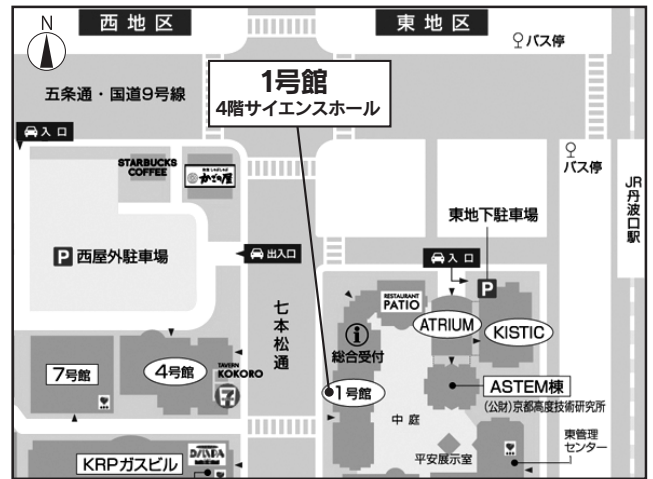 N
西地区
東地区
バス停
五条通・国道9号線
1号館
4階サイエンスホール
入口
STARBUCKS
COFFEE
かごの屋
バス停
JR丹波口駅
東地下駐車場
P 西屋外駐車場
出入口
入口
P
七本松通
RESTAURANT
PATIO
ATRIUM
KISTIC
i
総合受付
7号館
4号館
TAVERN
KOKORO
7
1号館
ASTEM棟
(公財)京都高度技術研究所
中庭
KRPガスビル
平安展示室
東管理
センター